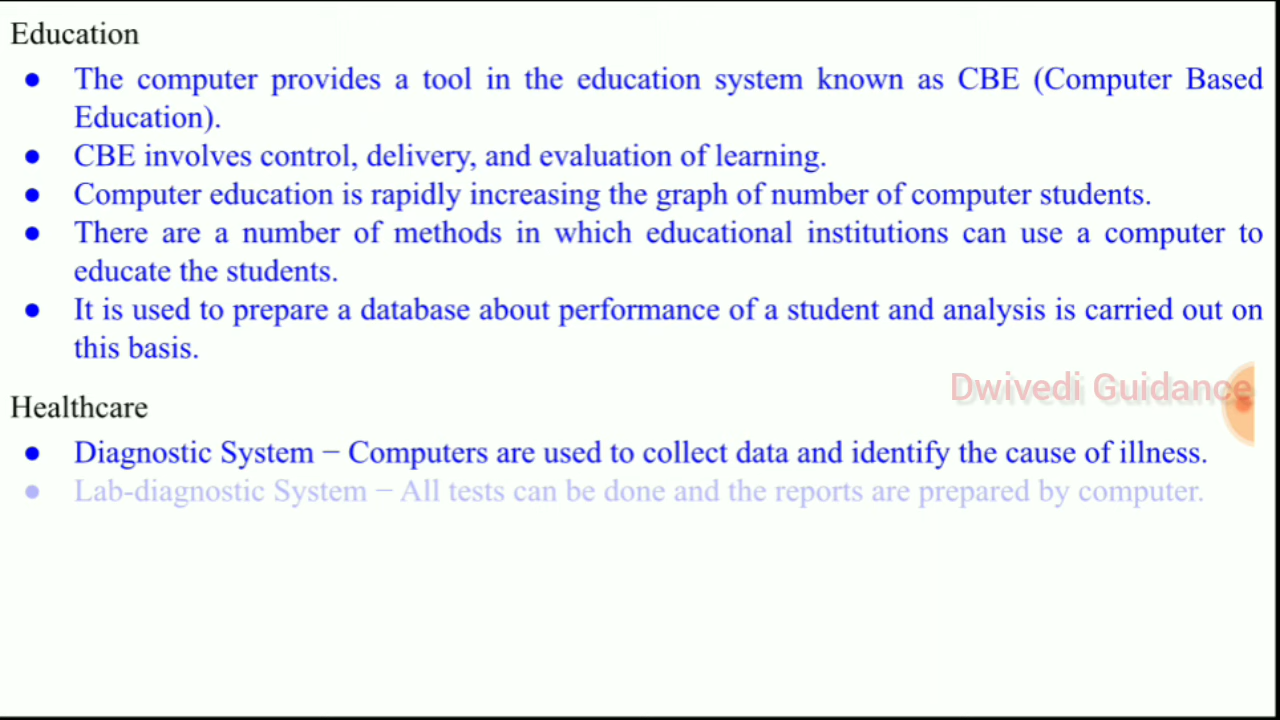 Education
● The computer provides a tool in the education system known as CBE (Computer Based
Education).
● CBE involves control, delivery, and evaluation of learning.
● Computer education is rapidly increasing the graph of number of computer students.
● There are a number of methods in which educational institutions can use a computer to
educate the students.
● It is used to prepare a database about performance of a student and analysis is carried out on
this basis.
Dwivedi Guidance
Healthcare
● Diagnostic System − Computers are used to collect data and identify the cause of illness.
● Lab-diagnostic System − All tests can be done and the reports are prepared by computer.